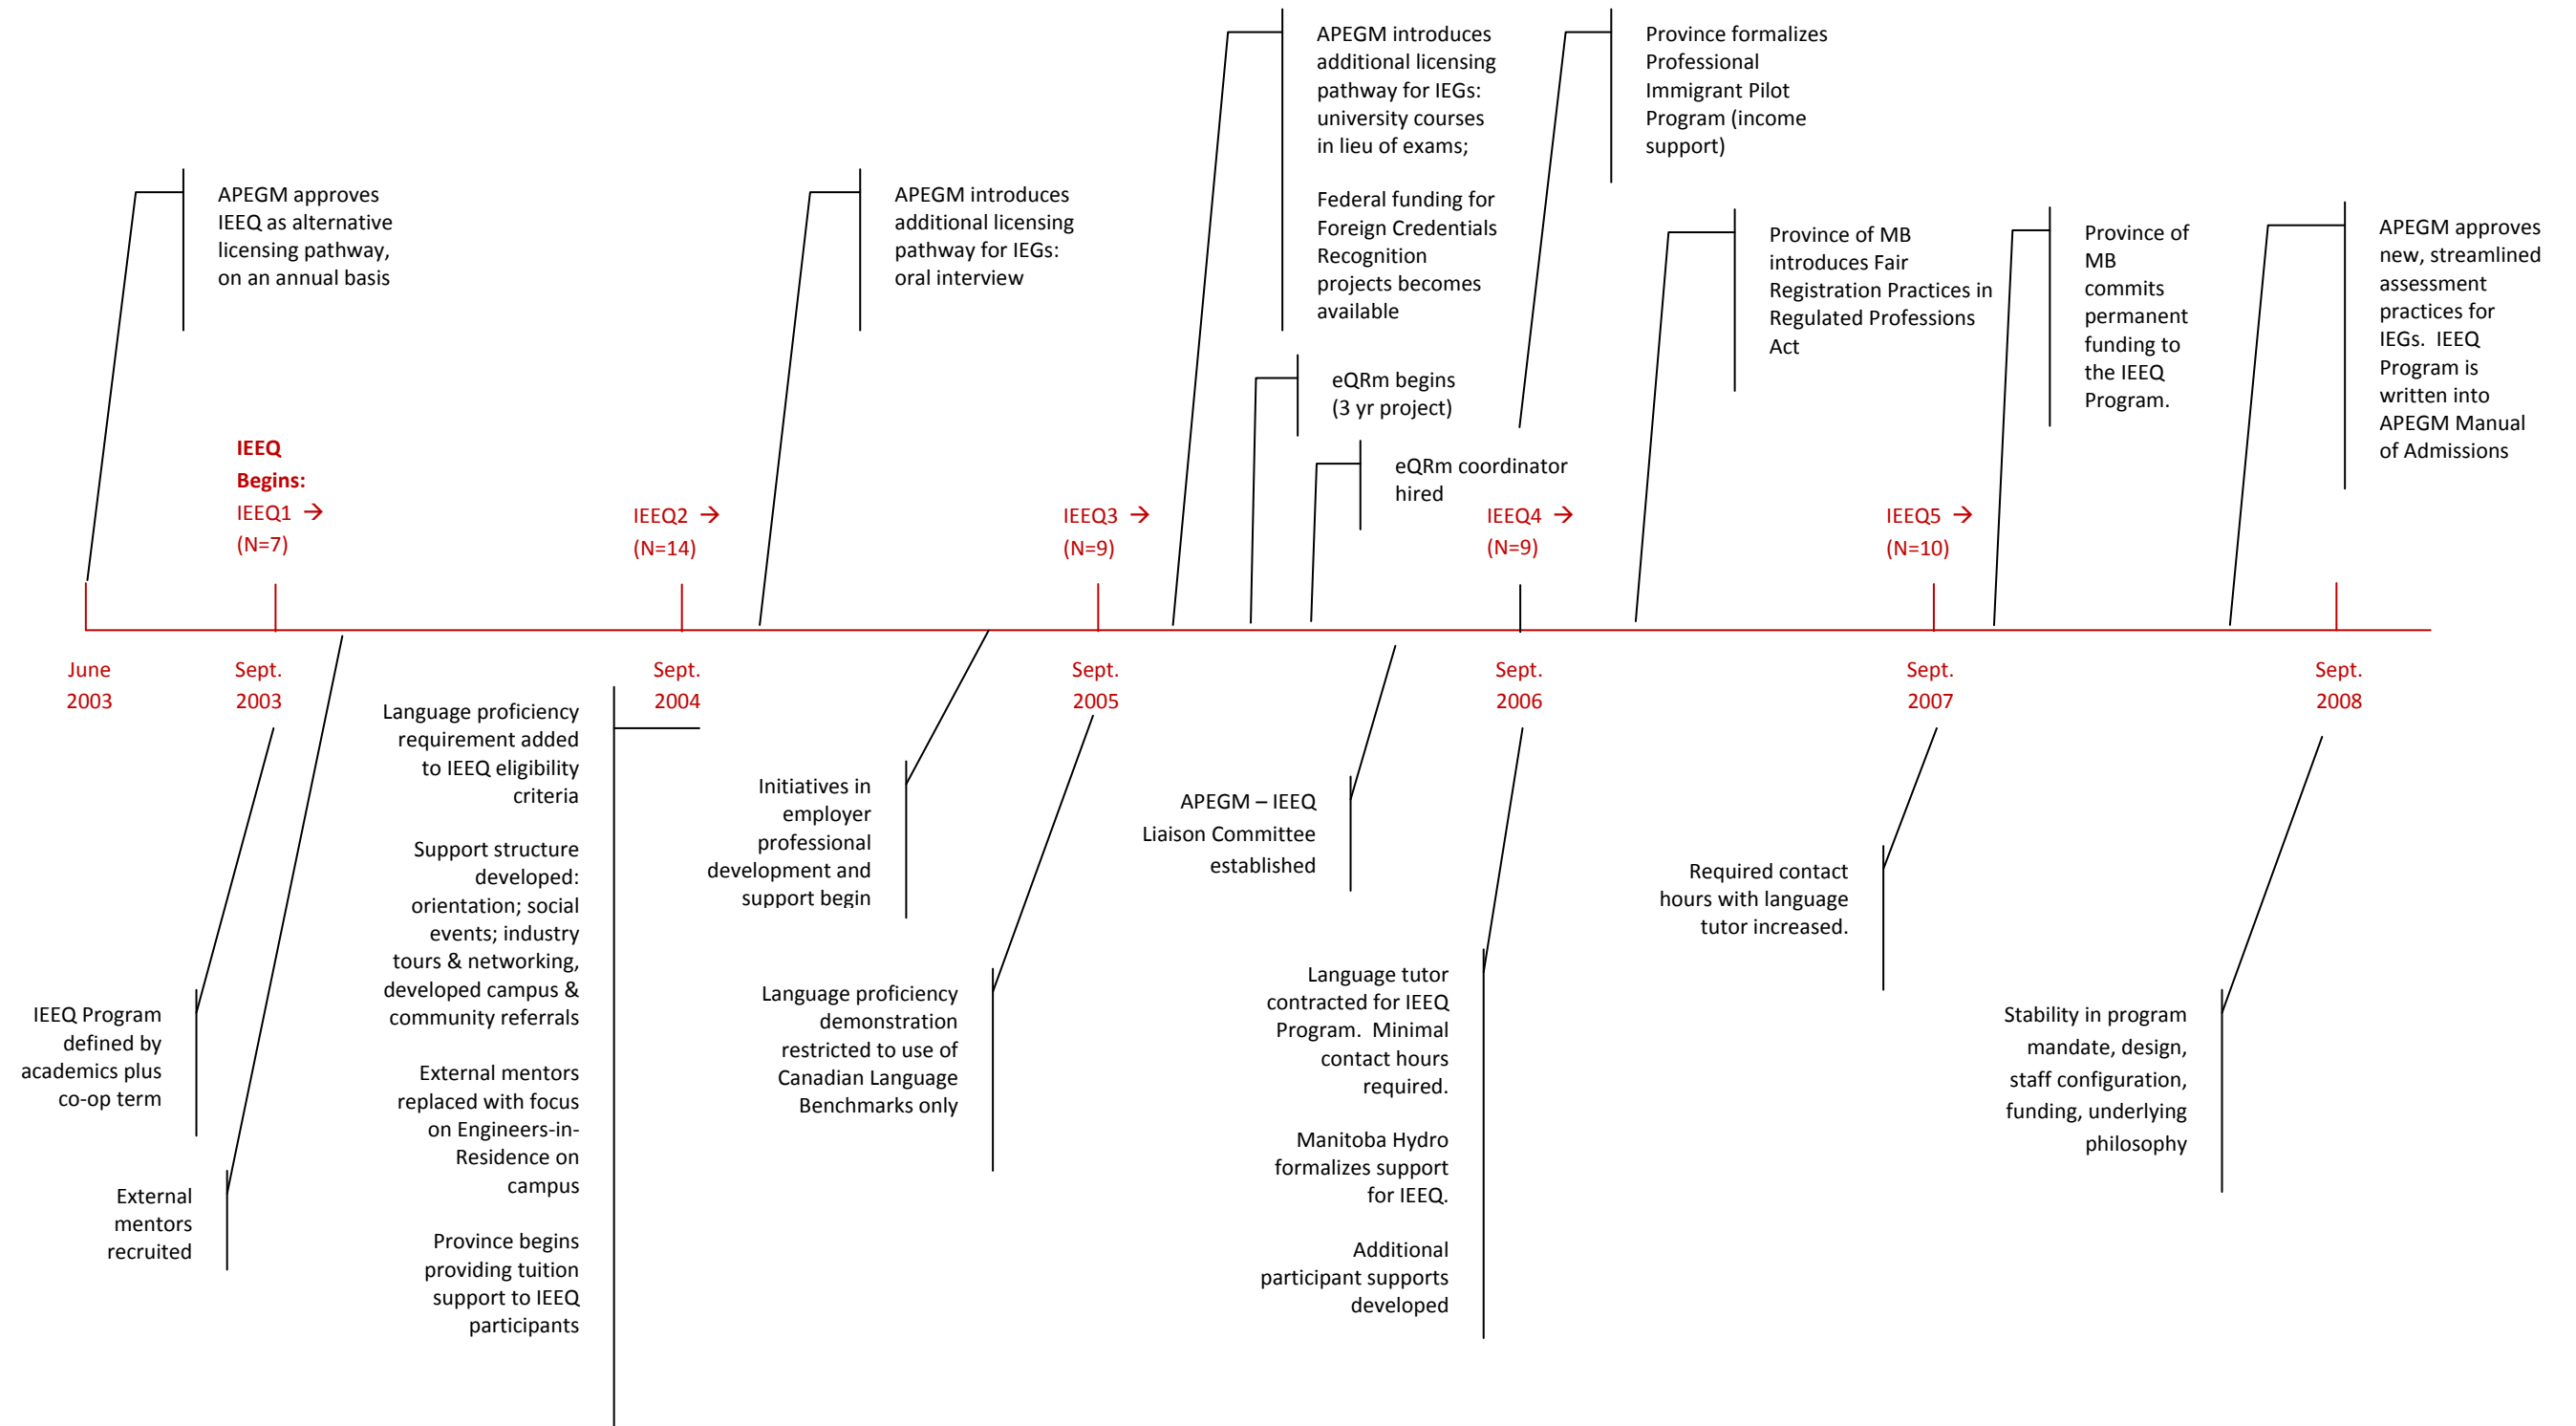 APEGM approves
IEEQ as alternative
licensing pathway,
on an annual basis
APEGM introduces
additional licensing
pathway for IEGs:
oral interview
APEGM introduces
additional licensing
pathway for IEGs:
university courses
in lieu of exams;
Federal funding for
Foreign Credentials
Recognition
projects becomes
available
eQRm begins
(3 yr project)
eQRm coordinator
hired
Province formalizes
Professional
Immigrant Pilot
Program (income
support)
Province of MB
introduces Fair
Registration Practices in
Regulated Professions
Act
Province of
MB
commits
permanent
funding to
the IEEQ
Program.
APEGM approves
new, streamlined
assessment
practices for
IEGs.  IEEQ
Program is
written into
APEGM Manual
of Admissions
IEEQ
Begins:
IEEQ1 →
(N=7)
IEEQ2 →
(N=14)
IEEQ3 →
(N=9)
IEEQ4 →
(N=9)
IEEQ5 →
(N=10)
June
2003
Sept.
2003
Sept.
2004
Sept.
2005
Sept.
2006
Sept.
2007
Sept.
2008
IEEQ Program
defined by
academics plus
co-op term
External
mentors
recruited
Language proficiency
requirement added
to IEEQ eligibility
criteria
Support structure
developed:
orientation; social
events; industry
tours & networking,
developed campus &
community referrals
External mentors
replaced with focus
on Engineers-in-
Residence on
campus
Province begins
providing tuition
support to IEEQ
participants
Initiatives in
employer
professional
development and
support begin
Language proficiency
demonstration
restricted to use of
Canadian Language
Benchmarks only
APEGM – IEEQ
Liaison Committee
established
Language tutor
contracted for IEEQ
Program.  Minimal
contact hours
required.
Manitoba Hydro
formalizes support
for IEEQ.
Additional
participant supports
developed
Required contact
hours with language
tutor increased.
Stability in program
mandate, design,
staff configuration,
funding, underlying
philosophy